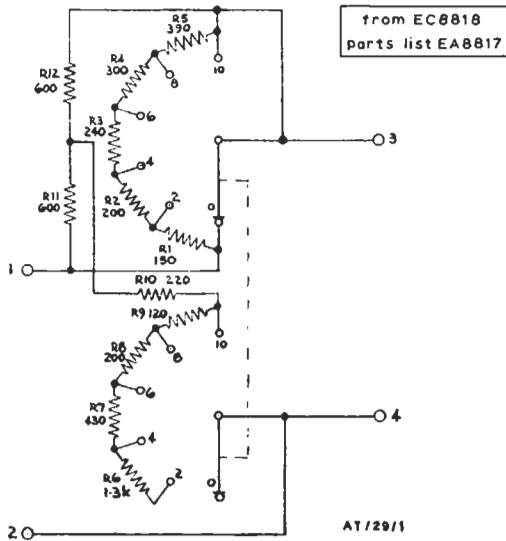 from EC8818
parts list EA8817
R5
390
10
R4
300
8
R12
600
6
R3
240
3
4
R2
200
2
R11
600
0
R1
150
1
R10 220
R9 120
10
R8
200
8
6
R7
430
4
4
R6
1.3k
2
0
2
AT/29/1